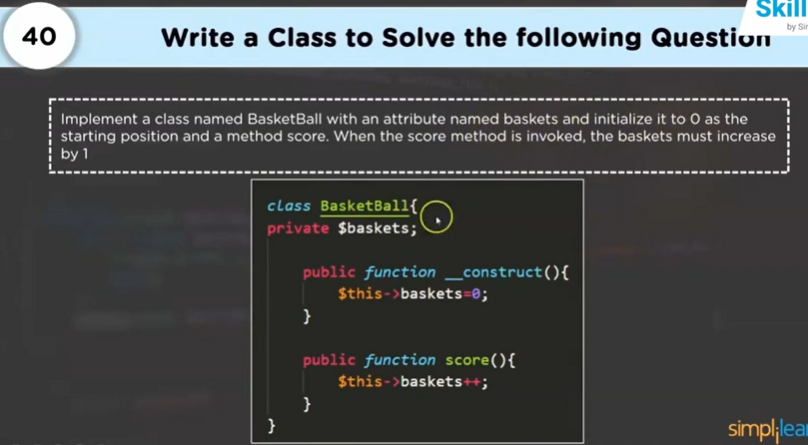 Skill
by Sim
40
Write a Class to Solve the following Question
Implement a class named BasketBall with an attribute named baskets and initialize it to 0 as the
starting position and a method score. When the score method is invoked, the baskets must increase
by 1
class BasketBall{
private $baskets;
public function __construct(){
$this->baskets=0;
}
public function score(){
$this->baskets++;
}
}
simplilear